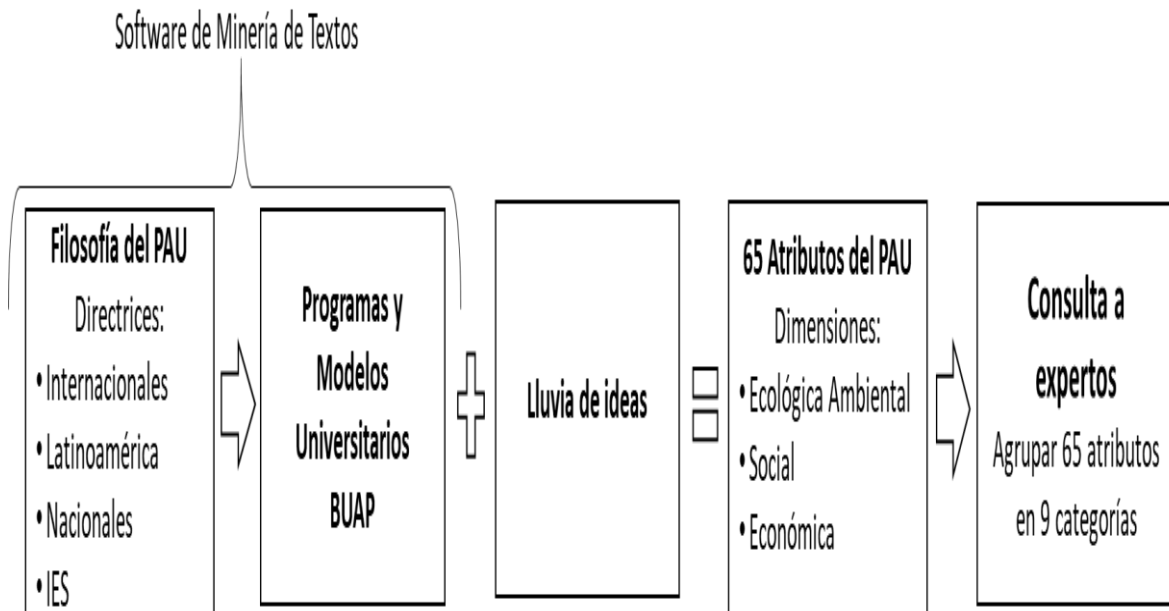 Software de Minería de Textos
Filosofía del PAU
Directrices:
• Internacionales
• Latinoamérica
• Nacionales
• IES
Programas y
Modelos
Universitarios
BUAP
Lluvia de ideas
65 Atributos del PAU
Dimensiones:
• Ecológica Ambiental
• Social
• Económica
Consulta a
expertos
Agrupar 65 atributos
en 9 categorías